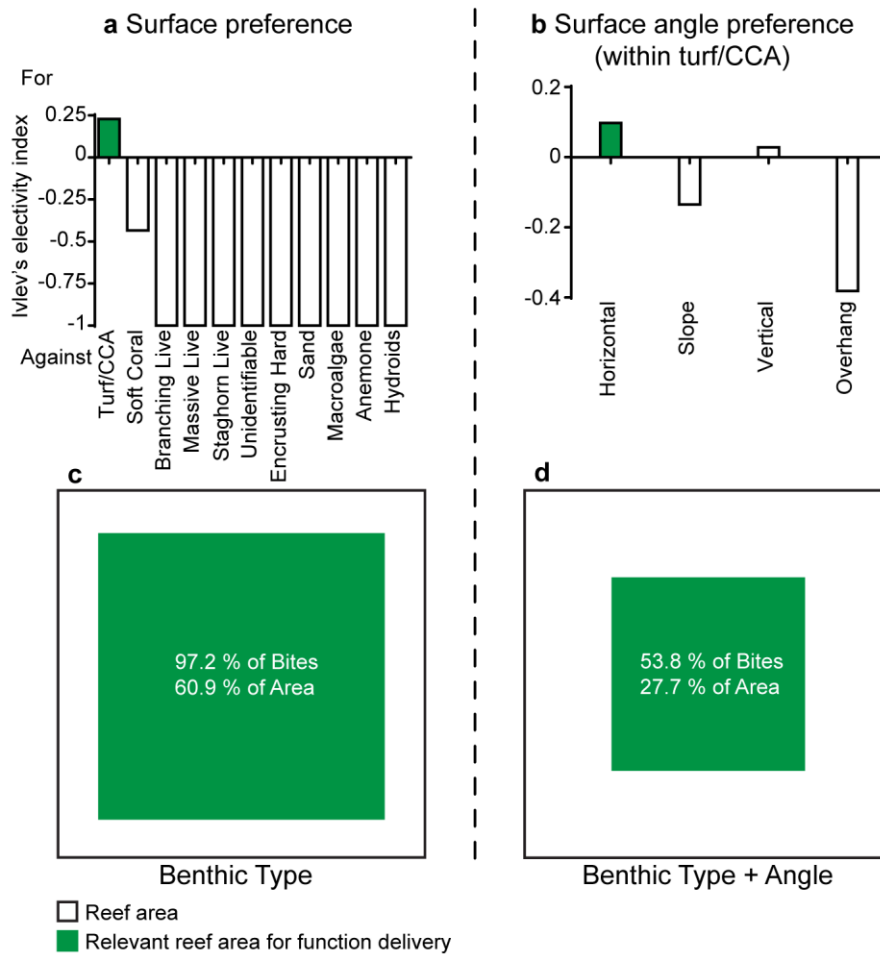 a Surface preference
For
Ivlev's electivity index
0.25
0
-0.25
-0.5
-0.75
-1
Against
Turf/CCA
Soft Coral
Branching Live
Massive Live
Staghorn Live
Unidentifiable
Encrusting Hard
Sand
Macroalgae
Anemone
Hydroids
b Surface angle preference
(within turf/CCA)
0.2
0
-0.2
-0.4
Horizontal
Slope
Vertical
Overhang
c
97.2 % of Bites
60.9 % of Area
Benthic Type
d
53.8 % of Bites
27.7 % of Area
Benthic Type + Angle
Reef area
Relevant reef area for function delivery